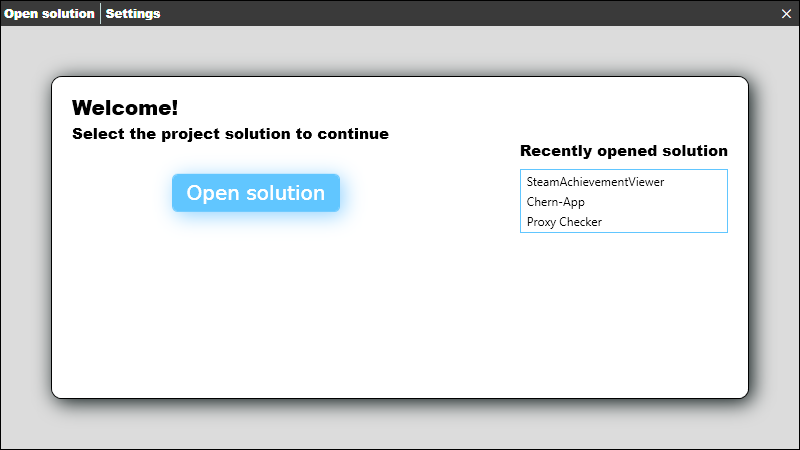 Open solution Settings
Welcome!
Select the project solution to continue
Open solution
Recently opened solution
SteamAchievementViewer
Chern-App
Proxy Checker